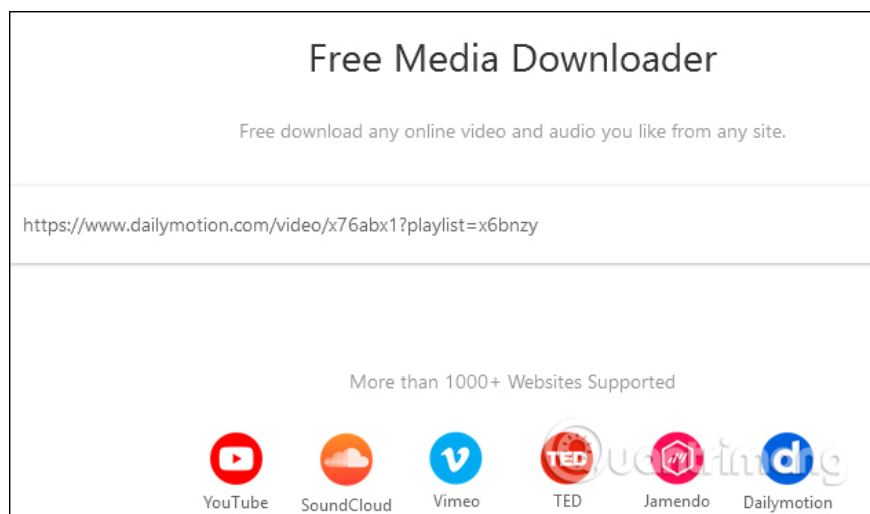 Free Media Downloader
Free download any online video and audio you like from any site.
https://www.dailymotion.com/video/x76abx1?playlist=x6bnzy
More than 1000+ Websites Supported
TED
d
Quantrimang
YouTube SoundCloud Vimeo TED Jamendo Dailymotion